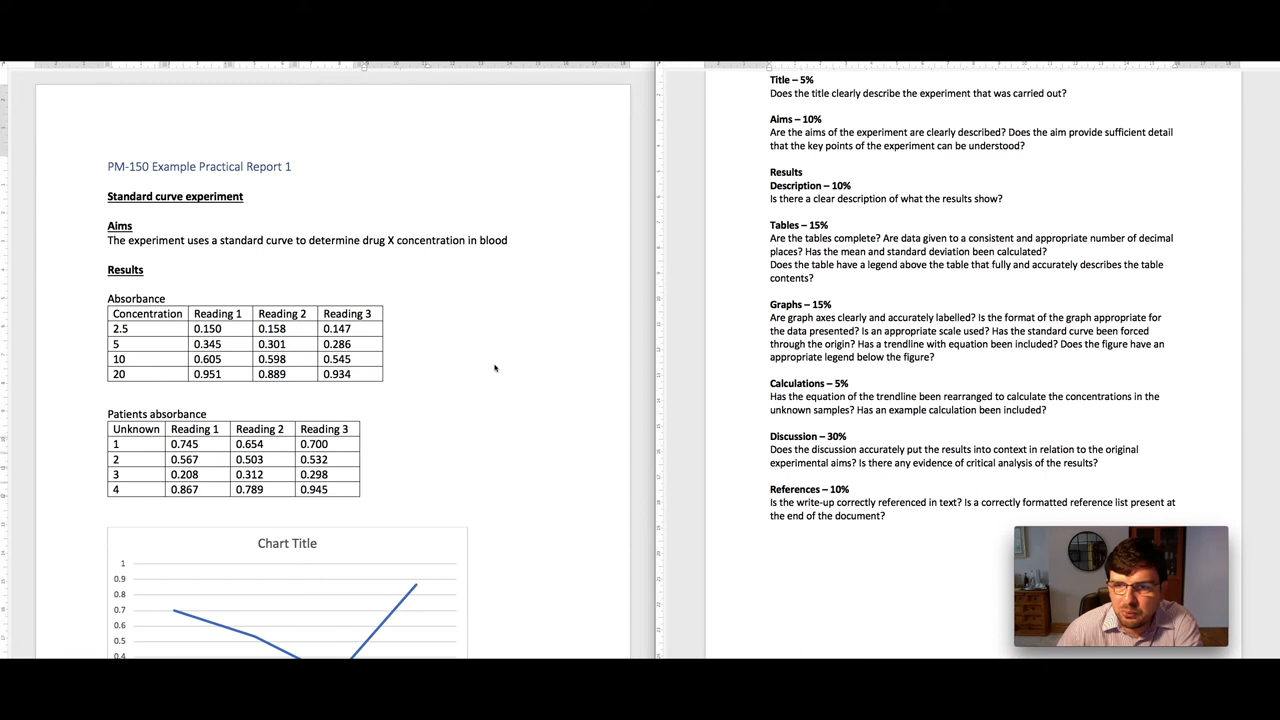 PM-150 Example Practical Report 1
Standard curve experiment
Aims
The experiment uses a standard curve to determine drug X concentration in blood
Results
Absorbance
Concentration Reading 1 Reading 2 Reading 3
2.5 0.150 0.158 0.147
5 0.345 0.301 0.286
10 0.605 0.598 0.545
20 0.951 0.889 0.934
Patients absorbance
Unknown Reading 1 Reading 2 Reading 3
1 0.745 0.654 0.700
2 0.567 0.503 0.532
3 0.208 0.312 0.298
4 0.867 0.789 0.945
Chart Title
1
0.9
0.8
0.7
0.6
0.5
0.4
Title – 5%
Does the title clearly describe the experiment that was carried out?
Aims – 10%
Are the aims of the experiment are clearly described? Does the aim provide sufficient detail
that the key points of the experiment can be understood?
Results
Description – 10%
Is there a clear description of what the results show?
Tables – 15%
Are the tables complete? Are data given to a consistent and appropriate number of decimal
places? Has the mean and standard deviation been calculated?
Does the table have a legend above the table that fully and accurately describes the table
contents?
Graphs – 15%
Are graph axes clearly and accurately labelled? Is the format of the graph appropriate for
the data presented? Is an appropriate scale used? Has the standard curve been forced
through the origin? Has a trendline with equation been included? Does the figure have an
appropriate legend below the figure?
Calculations – 5%
Has the equation of the trendline been rearranged to calculate the concentrations in the
unknown samples? Has an example calculation been included?
Discussion – 30%
Does the discussion accurately put the results into context in relation to the original
experimental aims? Is there any evidence of critical analysis of the results?
References – 10%
Is the write-up correctly referenced in text? Is a correctly formatted reference list present at
the end of the document?